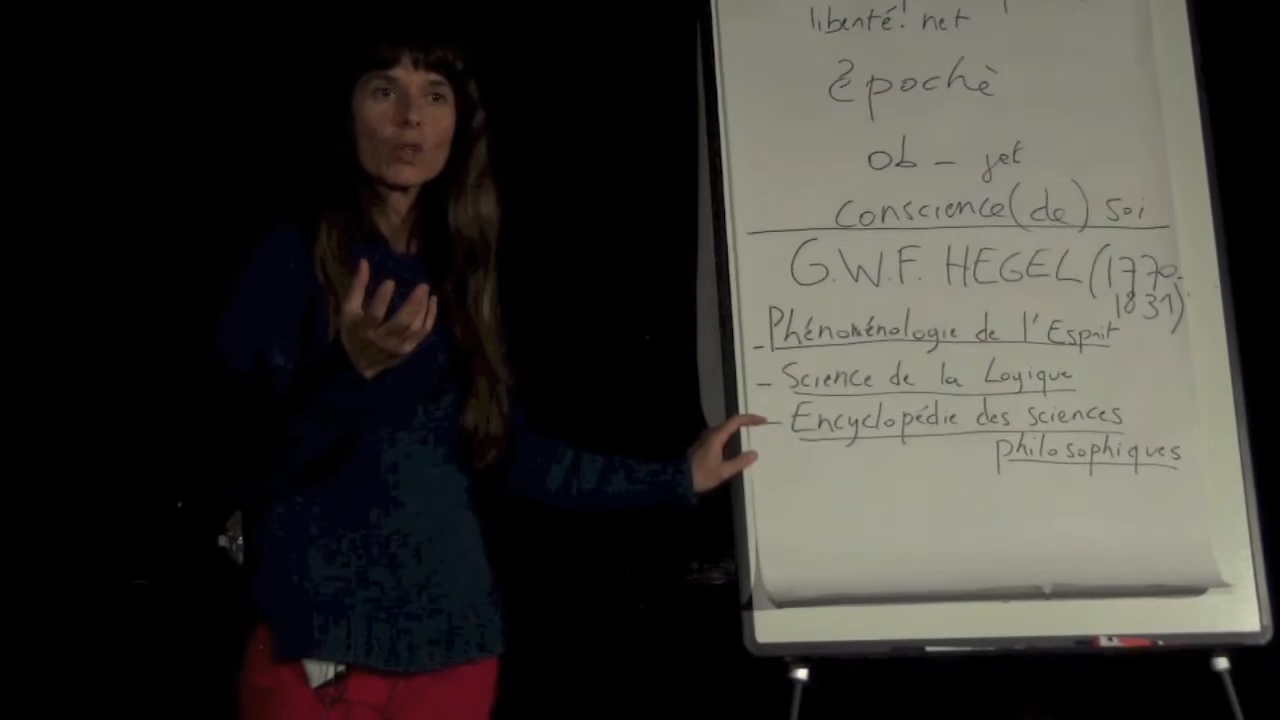 liberté! net
Epochè
Ob - jet
Conscience (de) soi
G.W.F. HEGEL (1770-
1831)
- Phénoménologie de l'Esprit
- Science de la Logique
- Encyclopédie des sciences
philosophiques